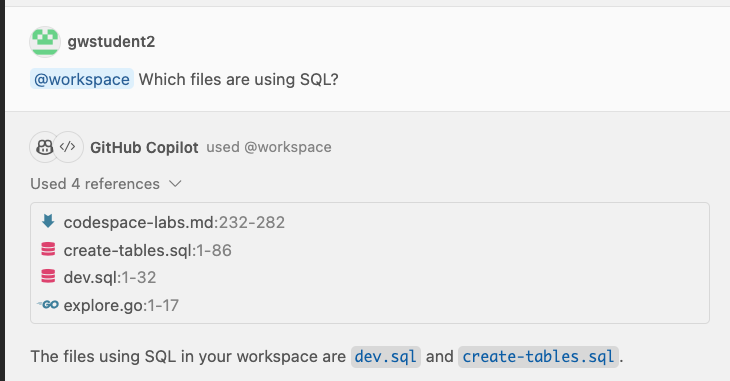 gwstudent2
@workspace Which files are using SQL?
GitHub Copilot used @workspace
Used 4 references
codespace-labs.md:232-282
create-tables.sql:1-86
dev.sql:1-32
GO explore.go:1-17
The files using SQL in your workspace are dev.sql and create-tables.sql.